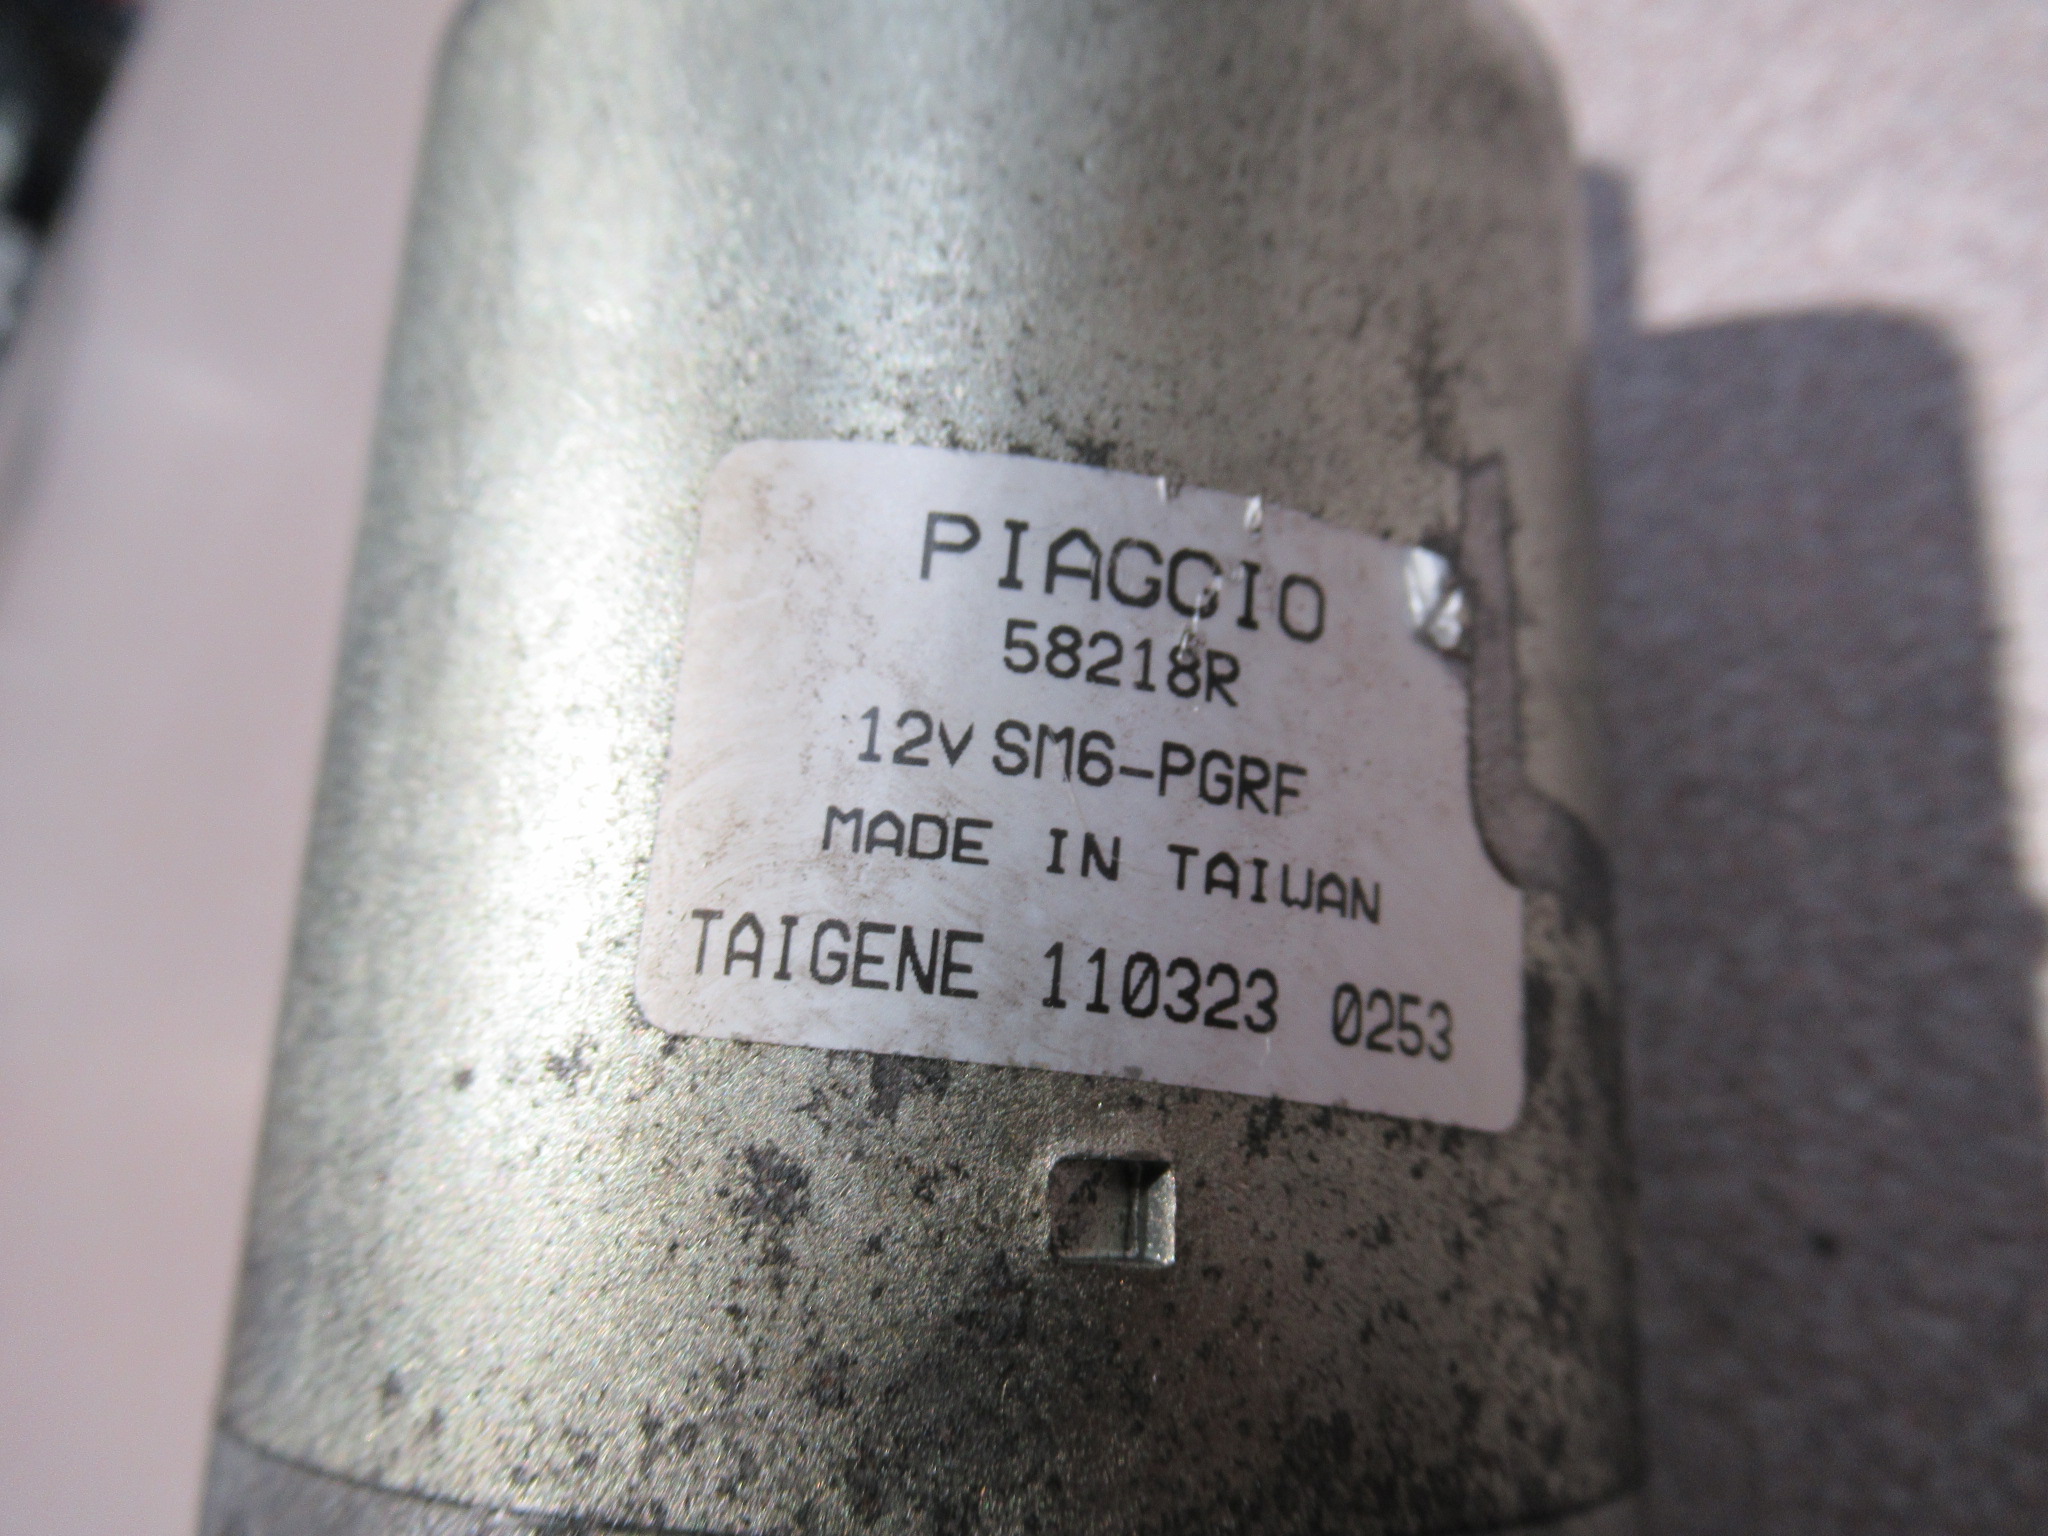 PIAGGIO
58218R
12V SM6-PGRF
MADE IN TAIWAN
TAIGENE 110323 0253